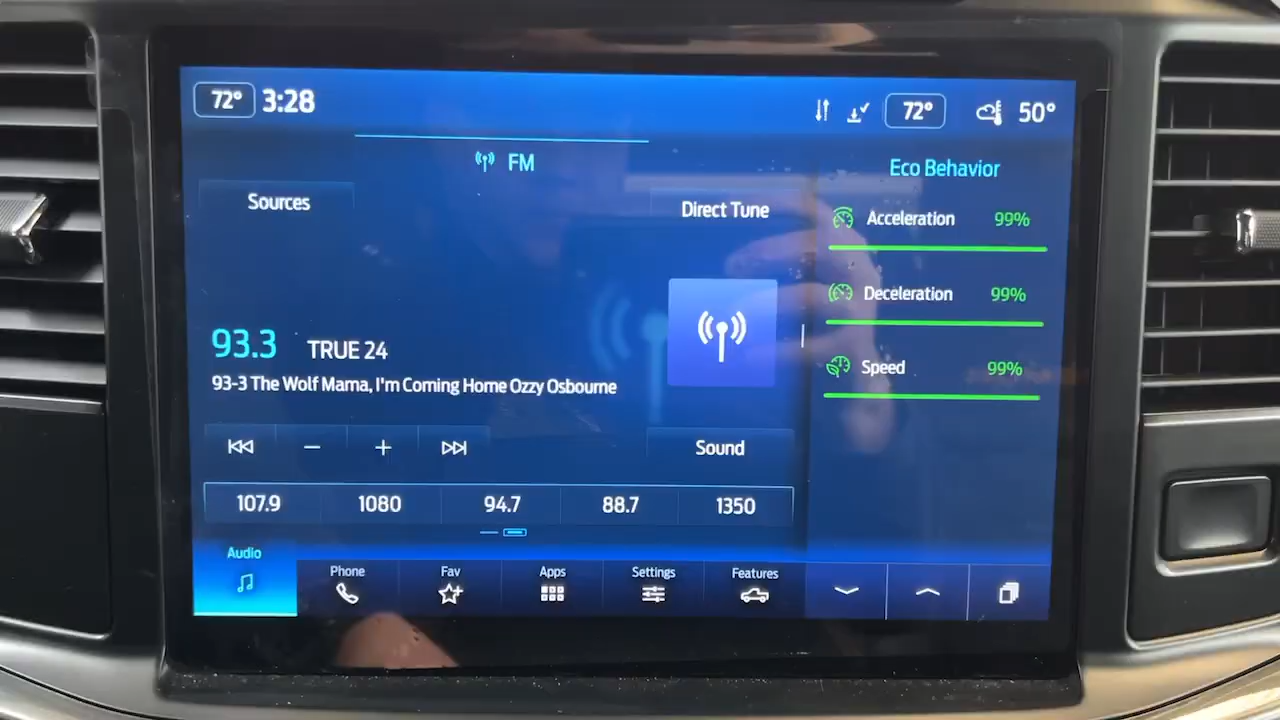 72° 3:28 72° 50°
FM
Sources
Direct Tune
93.3 TRUE 24
93-3 The Wolf Mama, I'm Coming Home Ozzy Osbourne
Sound
107.9 1080 94.7 88.7 1350
Eco Behavior
Acceleration 99%
Deceleration 99%
Speed 99%
Audio Phone Fav Apps Settings Features